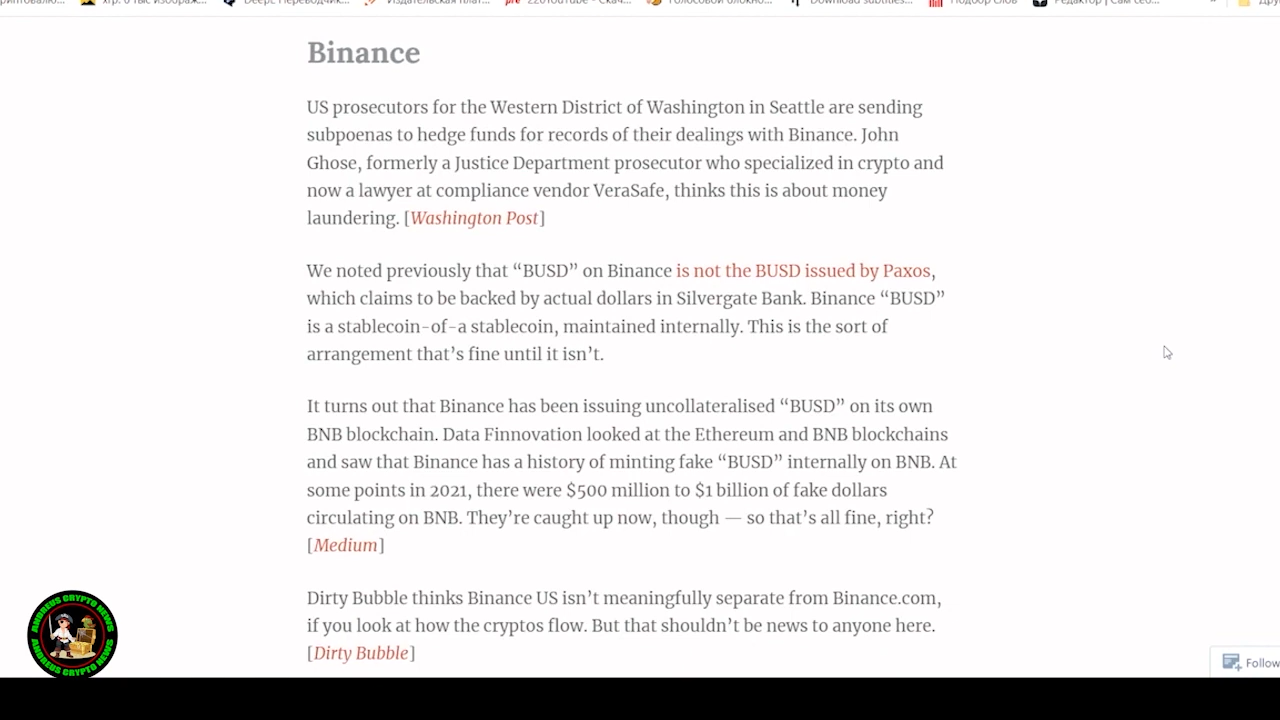 Binance
US prosecutors for the Western District of Washington in Seattle are sending
subpoenas to hedge funds for records of their dealings with Binance. John
Ghose, formerly a Justice Department prosecutor who specialized in crypto and
now a lawyer at compliance vendor VeraSafe, thinks this is about money
laundering. [Washington Post]
We noted previously that “BUSD” on Binance is not the BUSD issued by Paxos,
which claims to be backed by actual dollars in Silvergate Bank. Binance “BUSD”
is a stablecoin-of-a stablecoin, maintained internally. This is the sort of
arrangement that’s fine until it isn’t.
It turns out that Binance has been issuing uncollateralised “BUSD” on its own
BNB blockchain. Data Finnovation looked at the Ethereum and BNB blockchains
and saw that Binance has a history of minting fake “BUSD” internally on BNB. At
some points in 2021, there were $500 million to $1 billion of fake dollars
circulating on BNB. They’re caught up now, though — so that’s all fine, right?
[Medium]
Dirty Bubble thinks Binance US isn’t meaningfully separate from Binance.com,
if you look at how the cryptos flow. But that shouldn’t be news to anyone here.
[Dirty Bubble]
ANDREUS CRYPTO NEWS
ANDREUS CRYPTO NEWS
Follow